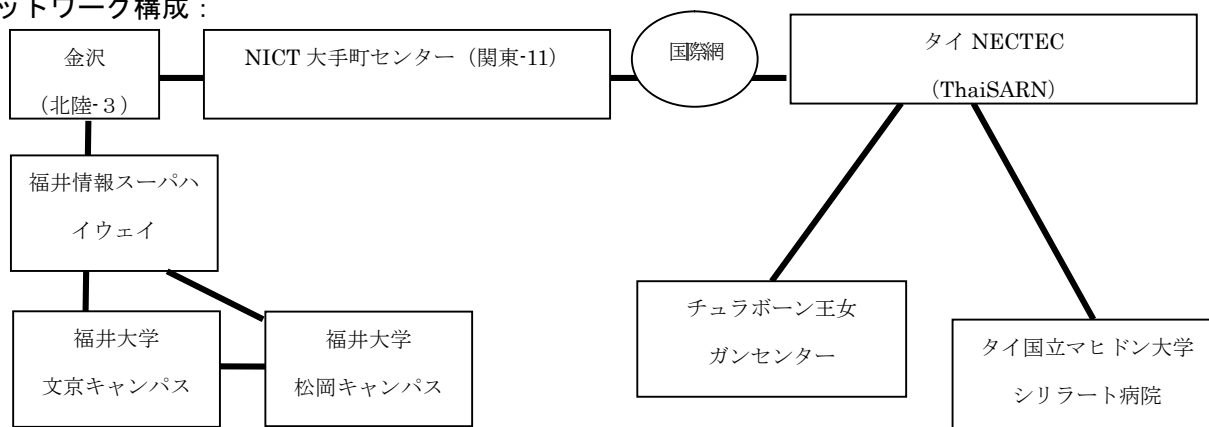 ットワーク構成：
金沢
（北陸-３）
NICT 大手町センター（関東-11）
国際網
タイ NECTEC
(ThaiSARN)
福井情報スーパハ
イウェイ
福井大学
文京キャンパス
福井大学
松岡キャンパス
チュラボーン王女
ガンセンター
タイ国立マヒドン大学
シリラート病院